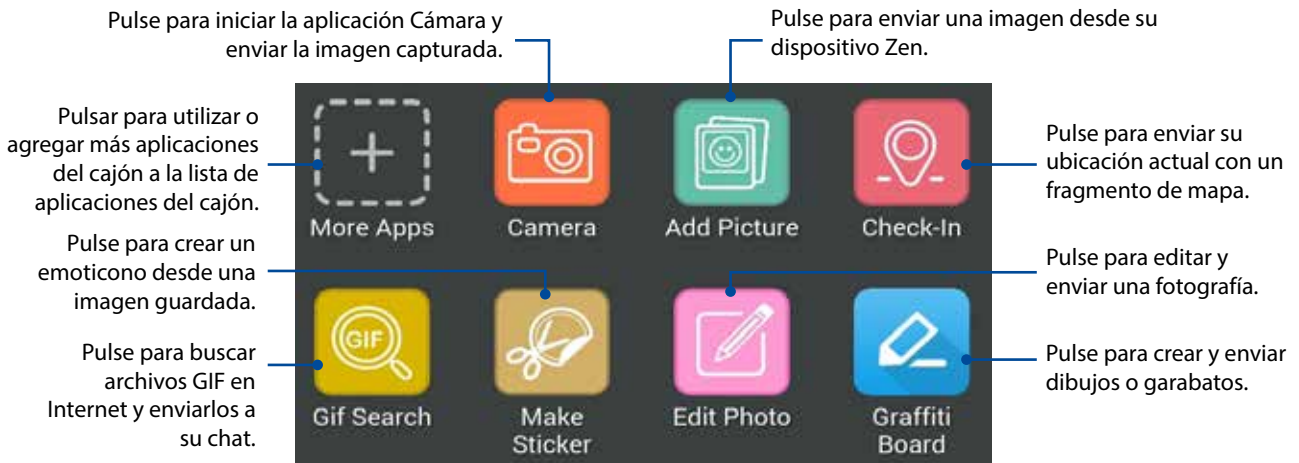 Pulse para iniciar la aplicación Cámara y
enviar la imagen capturada.
Pulse para enviar una imagen desde su
dispositivo Zen.
Pulsar para utilizar o
agregar más aplicaciones
del cajón a la lista de
aplicaciones del cajón.
More Apps
Camera
Add Picture
Check-In
Pulse para enviar su
ubicación actual con un
fragmento de mapa.
Pulse para crear un
emoticono desde una
imagen guardada.
Pulse para editar y
enviar una fotografía.
Pulse para buscar
archivos GIF en
Internet y enviarlos a
su chat.
GIF
Gif Search
Make
Sticker
Edit Photo
Graffiti
Board
Pulse para crear y enviar
dibujos o garabatos.